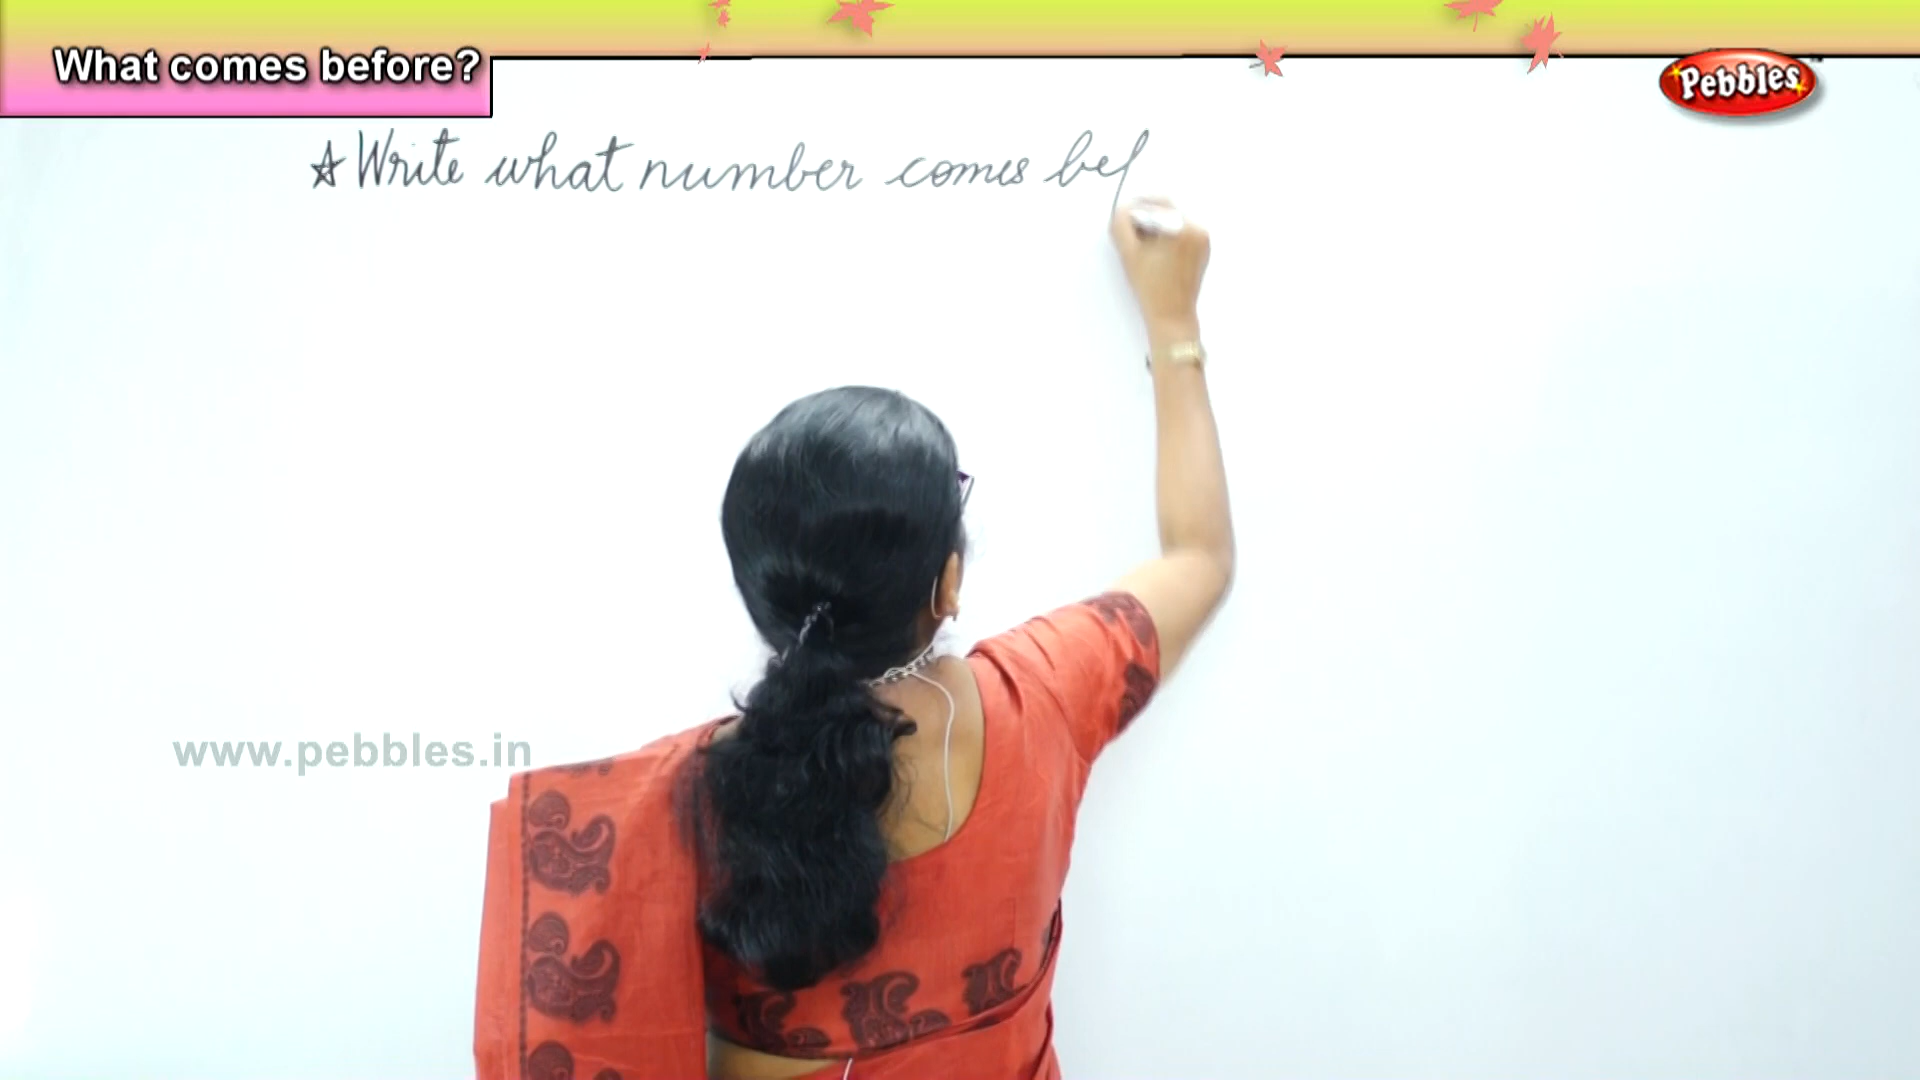 What comes before?
Pebbles
☆ Write what number comes bef
www.pebbles.in